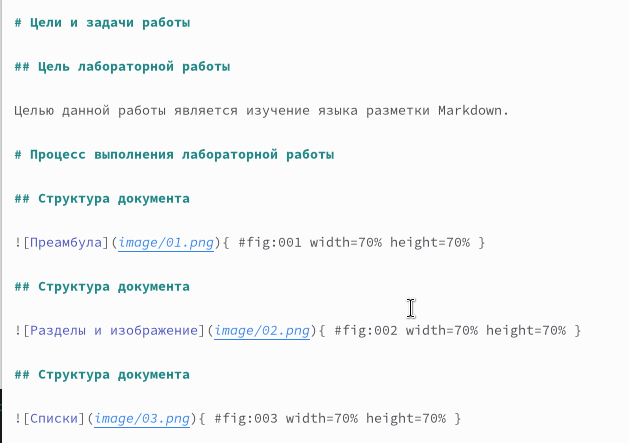 # Цели и задачи работы
## Цель лабораторной работы
Целью данной работы является изучение языка разметки Markdown.
# Процесс выполнения лабораторной работы
## Структура документа
![Преамбула](image/01.png){ #fig:001 width=70% height=70% }
## Структура документа
![Разделы и изображение](image/02.png){ #fig:002 width=70% height=70% }
## Структура документа
![Списки](image/03.png){ #fig:003 width=70% height=70% }